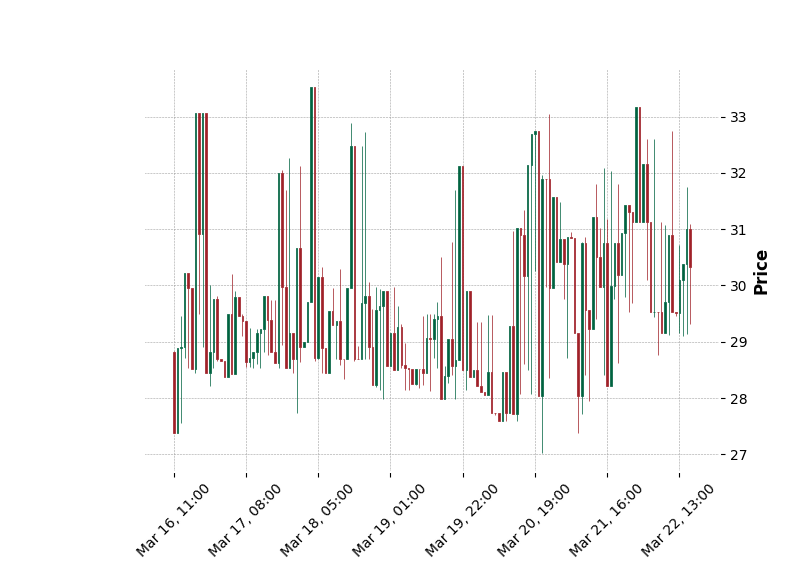 33
32
31
30
29
28
27
Price
Mar 16, 11:00
Mar 17, 08:00
Mar 18, 05:00
Mar 19, 01:00
Mar 19, 22:00
Mar 20, 19:00
Mar 21, 16:00
Mar 22, 13:00